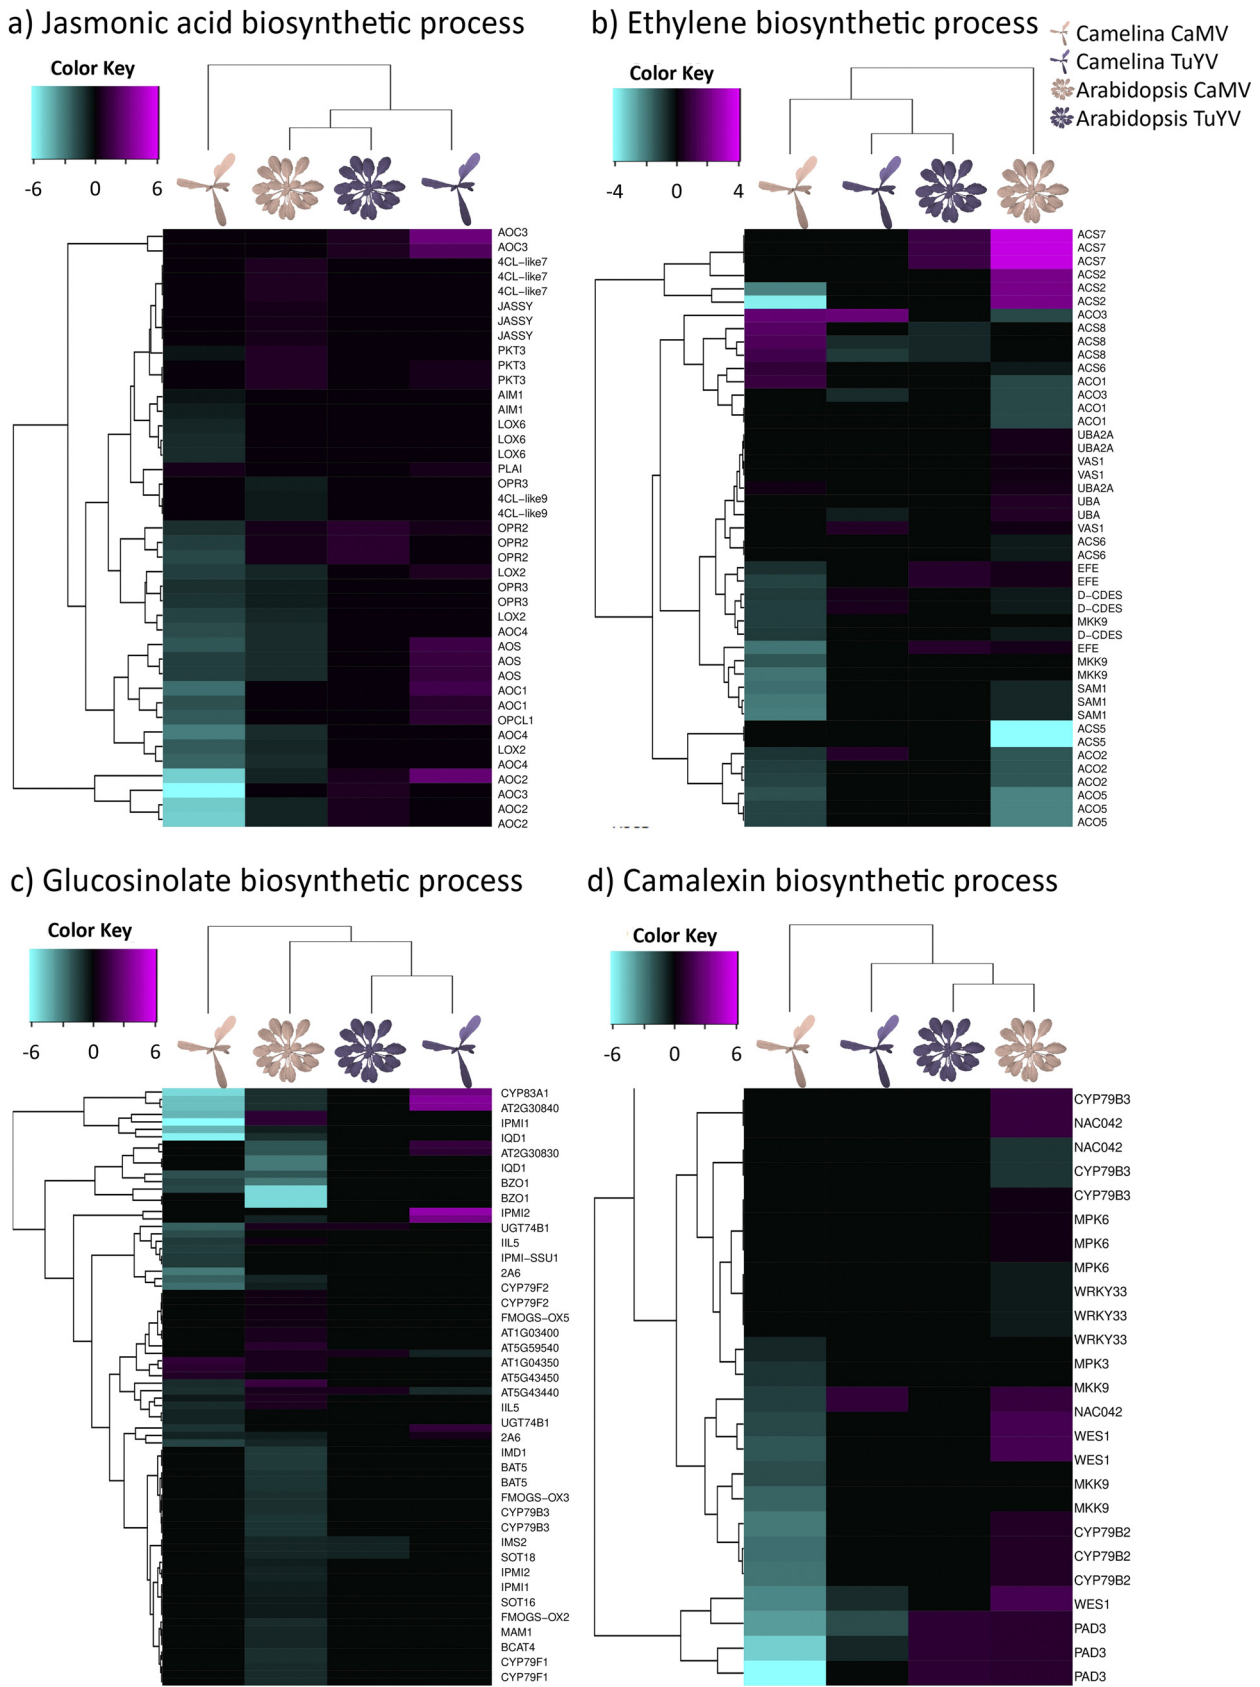 a) Jasmonic acid biosynthetic process
Color Key
-6 0 6
AOC3
AOC3
4CL-like7
4CL-like7
4CL-like7
JASSY
JASSY
JASSY
PKT3
PKT3
PKT3
AIM1
AIM1
LOX6
LOX6
LOX6
PLAI
OPR3
4CL-like9
4CL-like9
OPR2
OPR2
OPR2
LOX2
OPR3
OPR3
LOX2
AOC4
AOS
AOS
AOS
AOC1
AOC1
OPCL1
AOC4
LOX2
AOC4
AOC2
AOC3
AOC2
AOC2
b) Ethylene biosynthetic process
Camelina CaMV
Camelina TuYV
Arabidopsis CaMV
Arabidopsis TuYV
Color Key
-4 0 4
ACS7
ACS7
ACS7
ACS2
ACS2
ACS2
ACO3
ACS8
ACS8
ACS8
ACS6
ACO1
ACO3
ACO1
ACO1
UBA2A
UBA2A
VAS1
VAS1
UBA2A
UBA
UBA
VAS1
ACS6
ACS6
EFE
EFE
D-CDES
D-CDES
MKK9
D-CDES
EFE
MKK9
MKK9
SAM1
SAM1
SAM1
ACS5
ACS5
ACO2
ACO2
ACO2
ACO5
ACO5
ACO5
c) Glucosinolate biosynthetic process
Color Key
-6 0 6
CYP83A1
AT2G30840
IPMI1
IQD1
AT2G30830
IQD1
BZO1
BZO1
IPMI2
UGT74B1
IIL5
IPMI-SSU1
2A6
CYP79F2
CYP79F2
FMOGS-OX5
AT1G03400
AT5G59540
AT1G04350
AT5G43450
AT5G43440
IIL5
UGT74B1
2A6
IMD1
BAT5
BAT5
FMOGS-OX3
CYP79B3
CYP79B3
IMS2
SOT18
IPMI2
IPMI1
SOT16
FMOGS-OX2
MAM1
BCAT4
CYP79F1
CYP79F1
d) Camalexin biosynthetic process
Color Key
-6 0 6
CYP79B3
NAC042
NAC042
CYP79B3
CYP79B3
MPK6
MPK6
MPK6
WRKY33
WRKY33
WRKY33
MPK3
MKK9
NAC042
WES1
WES1
MKK9
MKK9
CYP79B2
CYP79B2
CYP79B2
WES1
PAD3
PAD3
PAD3